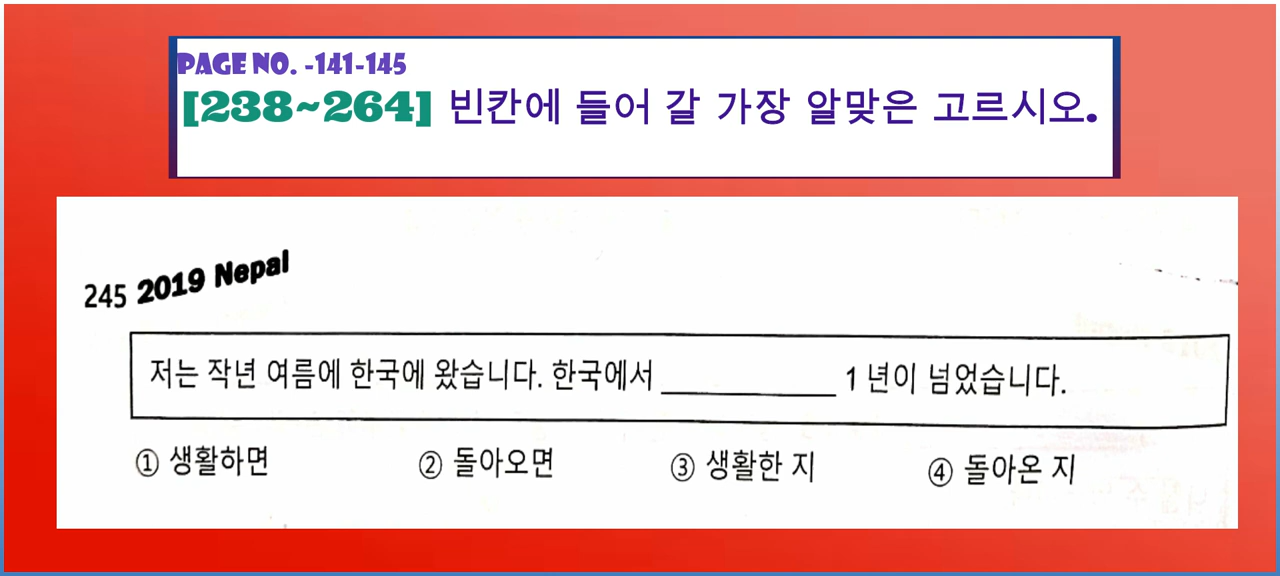 PAGE NO. -141-145
[238~264] 빈칸에 들어 갈 가장 알맞은 고르시오.
245 2019 Nepal
저는 작년 여름에 한국에 왔습니다. 한국에서 __________ 1 년이 넘었습니다.
① 생활하면 ② 돌아오면 ③ 생활한 지 ④ 돌아온 지